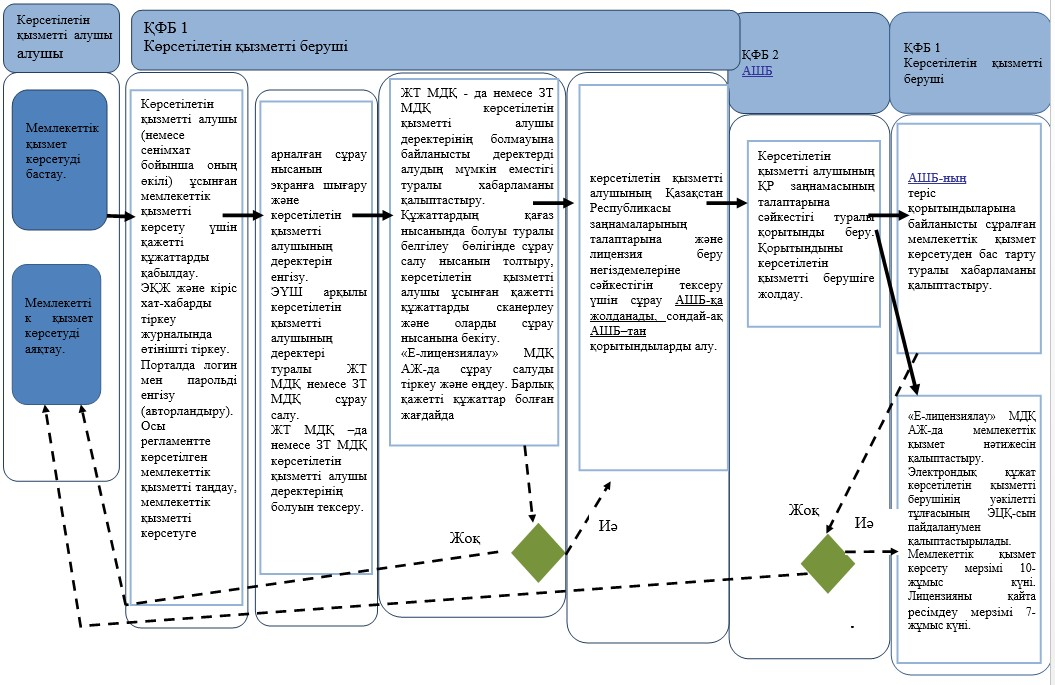 Көрсетілетін
қызметті алушы
алушы
ҚФБ 1
Көрсетілетін қызметті беруші
ҚФБ 2
АШБ
ҚФБ 1
Көрсетілетін қызметті
беруші
Мемлекеттік
қызмет
көрсетуді
бастау.
Мемлекетті
к қызмет
көрсетуді
аяқтау.
Көрсетілетін
қызметті алушы
(немесе
сенімхат
бойынша оның
өкілі) ұсынған
мемлекеттік
қызметті
көрсету үшін
қажетті
құжаттарды
қабылдау.
ЭҚЖ және кіріс
хат-хабарды
тіркеу
журналында
өтінішті тіркеу.
Порталда логин
мен парольді
енгізу
(авторландыру).
Осы
регламентте
көрсетілген
мемлекеттік
қызметті таңдау,
мемлекеттік
қызметті
көрсетуге
арналған сұрау
нысанын
экранға шығару
және
көрсетілетін
қызметті
алушының
деректерін
енгізу.
ЭҮШ арқылы
көрсетілетін
қызметті
алушының
деректері
туралы ЖТ
МДҚ немесе ЗТ
МДҚ сұрау
салу.
ЖТ МДҚ –да
немесе ЗТ МДҚ
көрсетілетін
қызметті алушы
деректерінің
болуын тексеру.
ЖТ МДҚ - да немесе ЗТ
МДҚ көрсетілетін
қызметті алушы
деректерінің болмауына
байланысты деректерді
алудың мүмкін еместігі
туралы хабарламаны
қалыптастыру.
Құжаттардың қағаз
нысанында болуы туралы
белгілеу бөлігінде сұрау
салу нысанын толтыру,
көрсетілетін қызметті
алушы ұсынған қажетті
құжаттарды сканерлеу
және оларды сұрау
нысанына бекіту.
«Е-лицензиялау» МДҚ
АЖ-да сұрау салуды
тіркеу және өңдеу. Барлық
қажетті құжаттар болған
жағдайда
көрсетілетін қызметті
алушының Қазақстан
Республикасы
заңнамаларының
талаптарына және
лицензия беру
негіздемелеріне
сәйкестігін тексеру
үшін сұрау АШБ-қа
жолданады, сондай-ақ
АШБ–тан
қорытындыларды алу.
Көрсетілетін
қызметті алушының
ҚР заңнамасының
талаптарына
сәйкестігі туралы
қорытынды беру.
Қорытындыны
көрсетілетін
қызметті берушіге
жолдау.
АШБ-ның
теріс
қорытындыларына
байланысты сұралған
мемлекеттік қызмет
көрсетуден бас тарту
туралы хабарламаны
қалыптастыру.
«Е-лицензиялау» МДҚ
АЖ-да мемлекеттік
қызмет нәтижесін
қалыптастыру.
Электрондық құжат
көрсетілетін қызметті
берушінің уәкілетті
тұлғасының ЭЦҚ-сын
пайдаланумен
қалыптастырылады.
Мемлекеттік қызмет
көрсету мерзімі 10-
жұмыс күні.
Лицензияны қайта
ресімдеу мерзімі 7-
жұмыс күні.
Жоқ
Иә
Жоқ
Иә